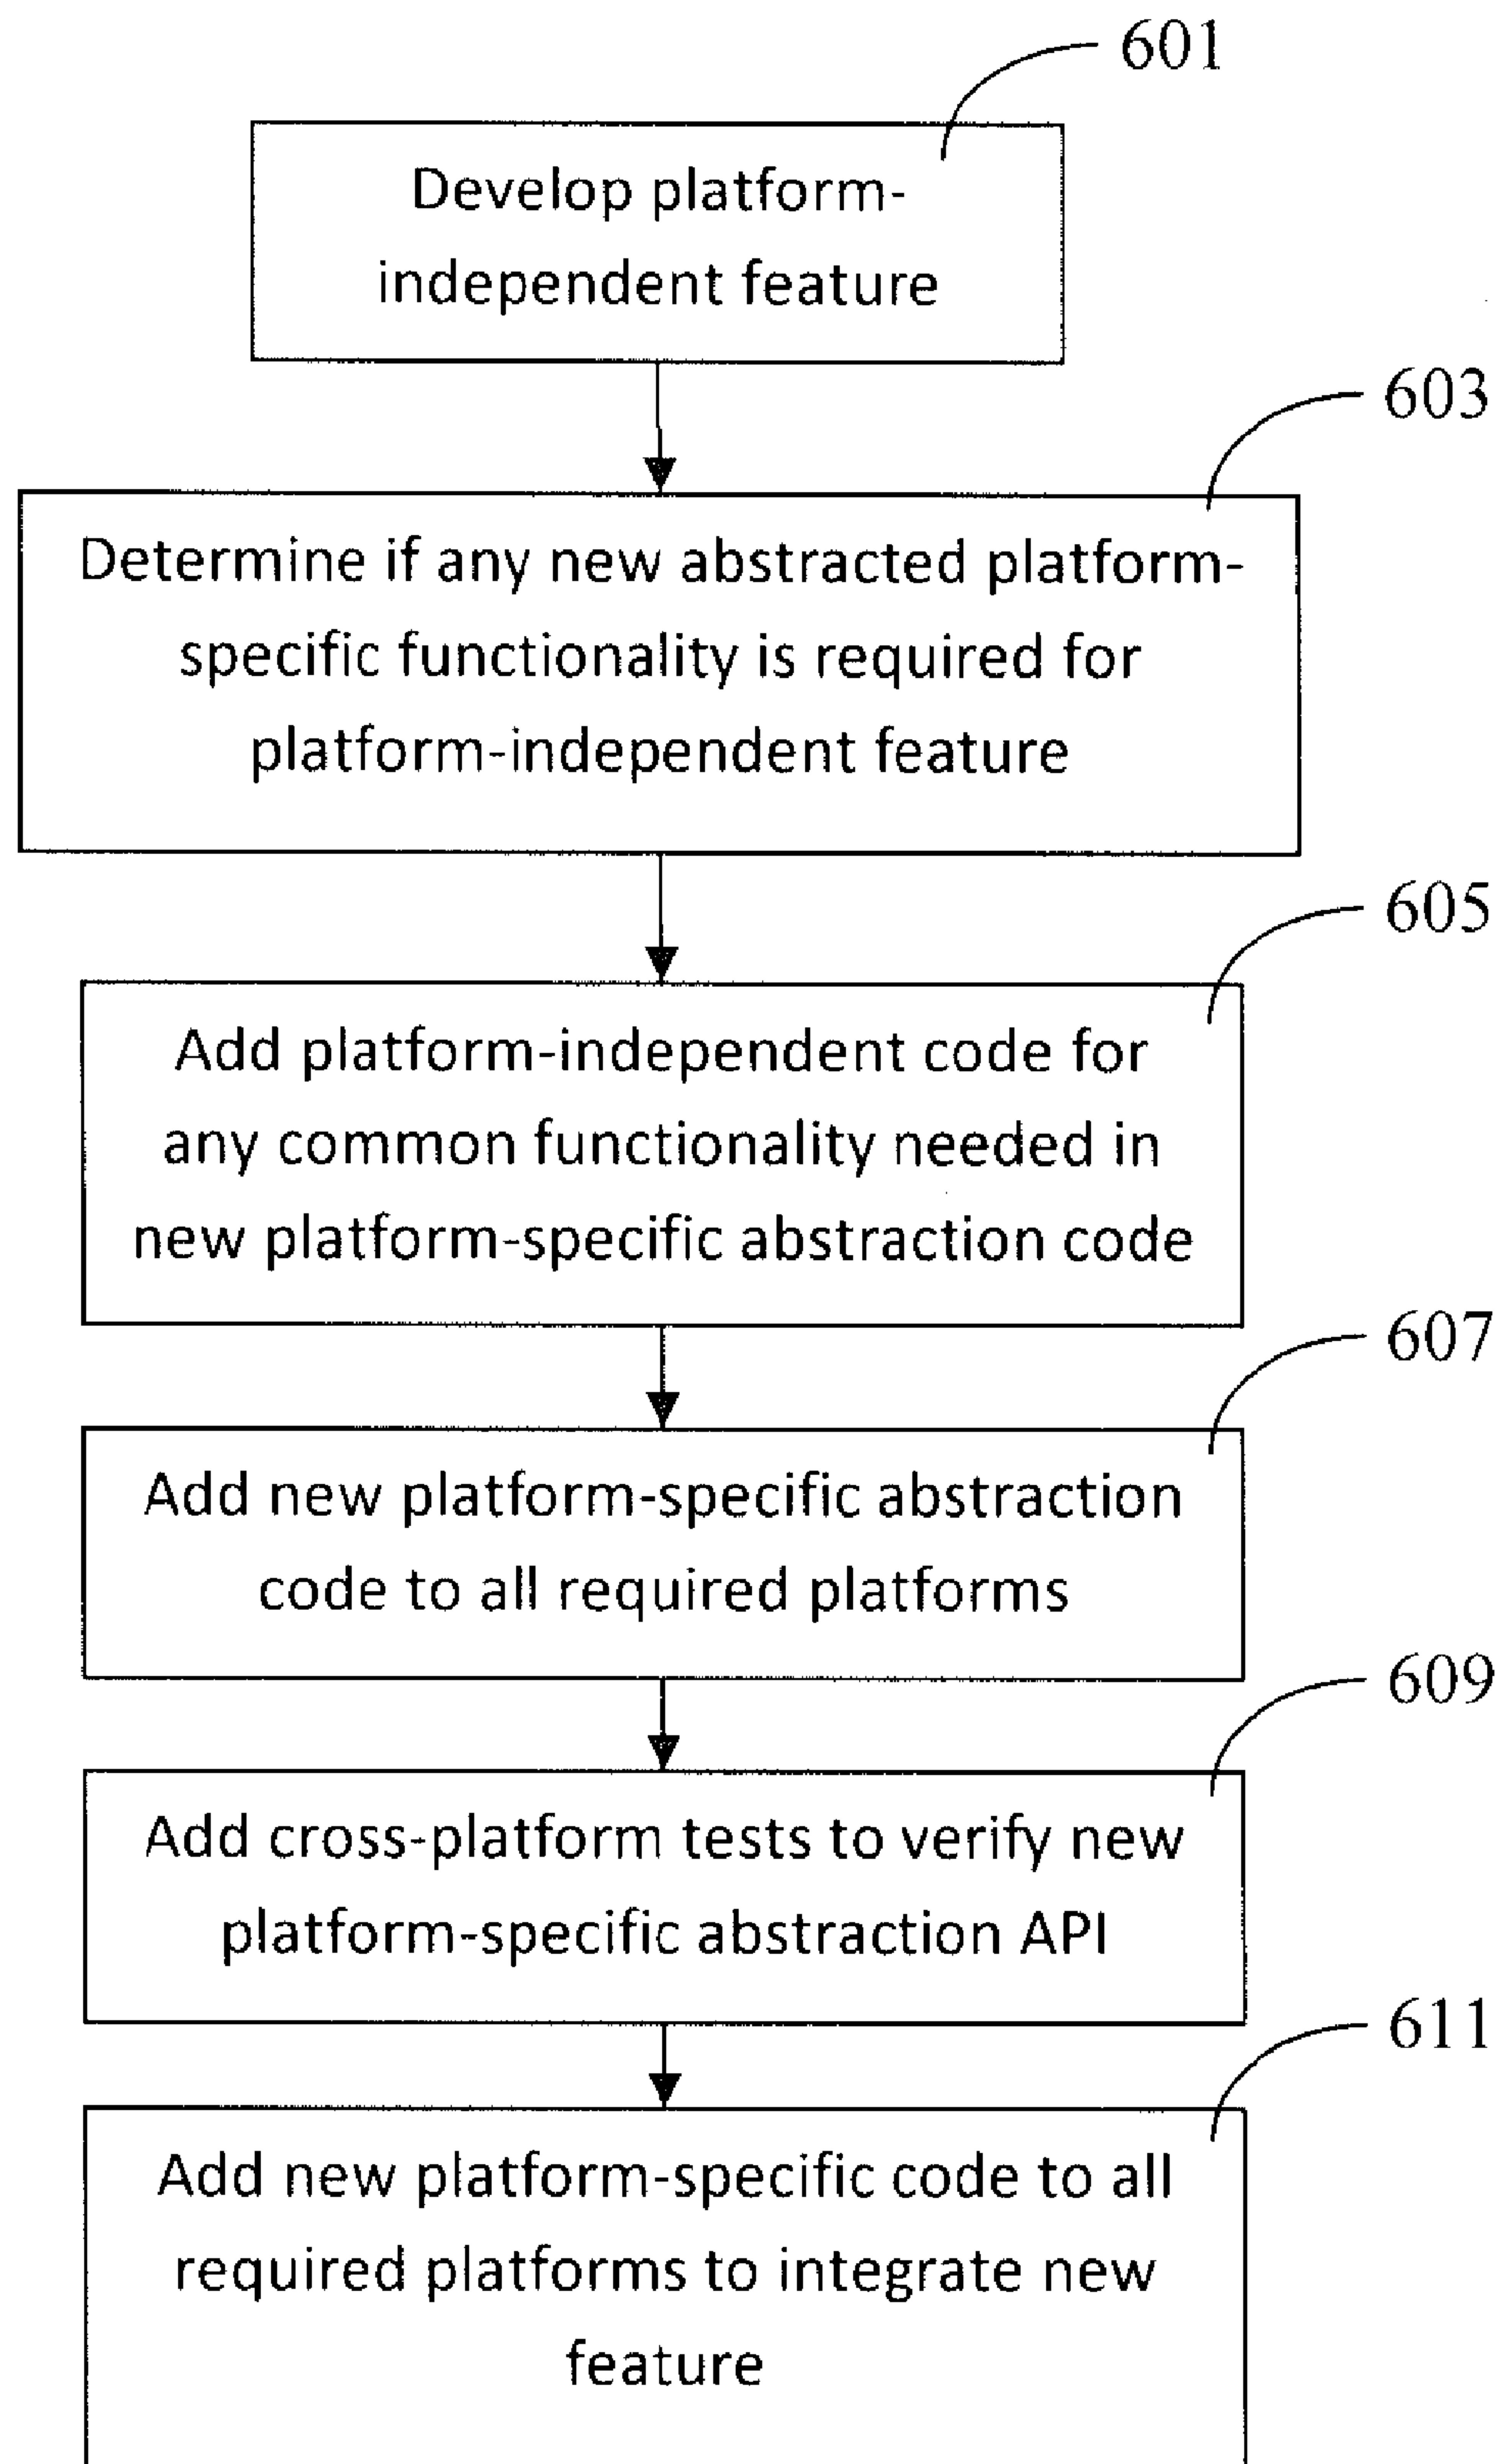 601
Develop platform-
independent feature
603
Determine if any new abstracted platform-
specific functionality is required for
platform-independent feature
605
Add platform-independent code for
any common functionality needed in
new platform-specific abstraction code
607
Add new platform-specific abstraction
code to all required platforms
609
Add cross-platform tests to verify new
platform-specific abstraction API
611
Add new platform-specific code to all
required platforms to integrate new
feature